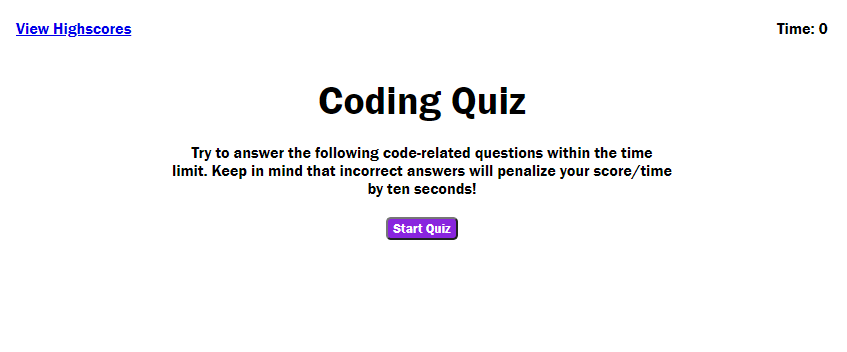 View Highscores
Time: 0
Coding Quiz
Try to answer the following code-related questions within the time
limit. Keep in mind that incorrect answers will penalize your score/time
by ten seconds!
Start Quiz